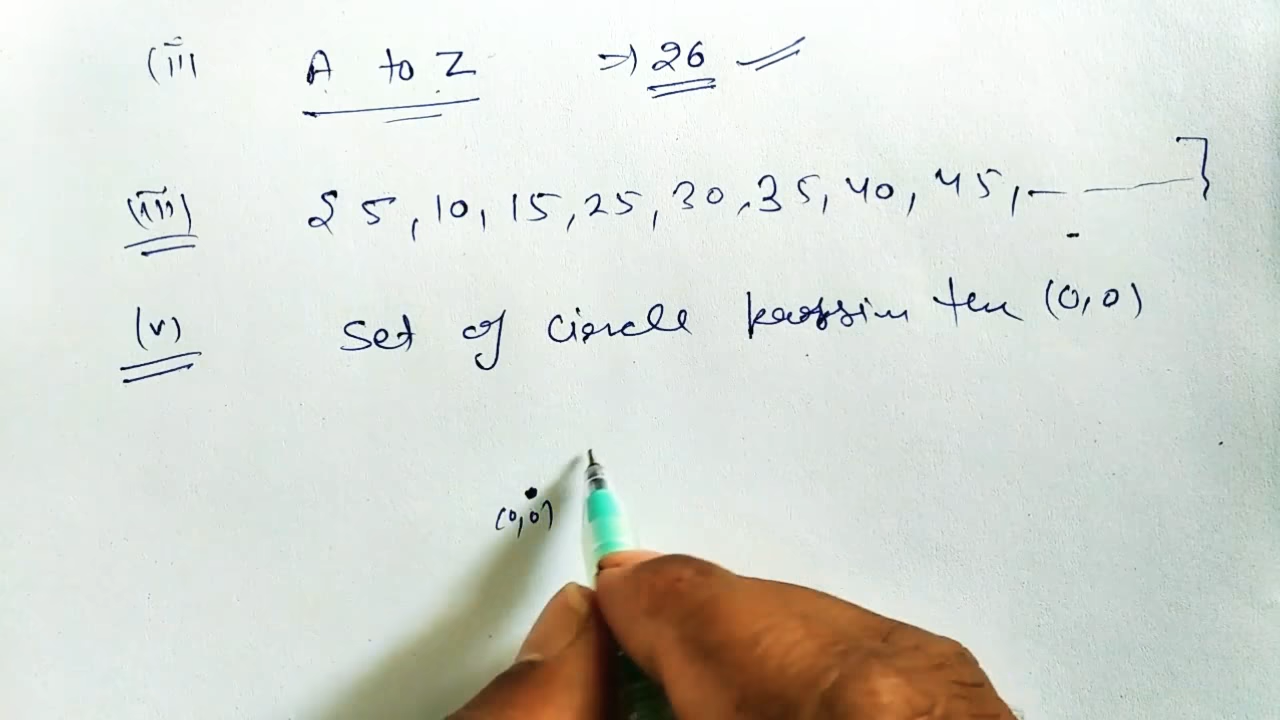 (ii) A to Z => 26
(iii) { 5, 10, 15, 25, 30, 35, 40, 45, — — }
(v) Set of Circle passing thr (0,0)
(0,0)